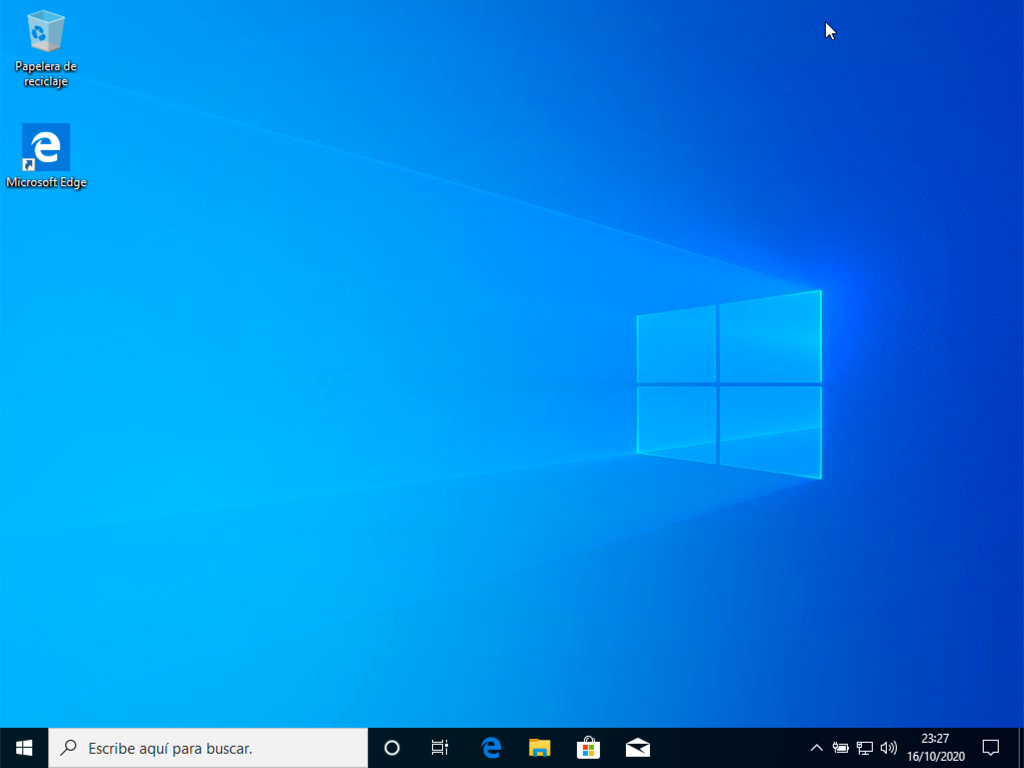 Papelera de
reciclaje
Microsoft Edge
Escribe aquí para buscar.
23:27
16/10/2020